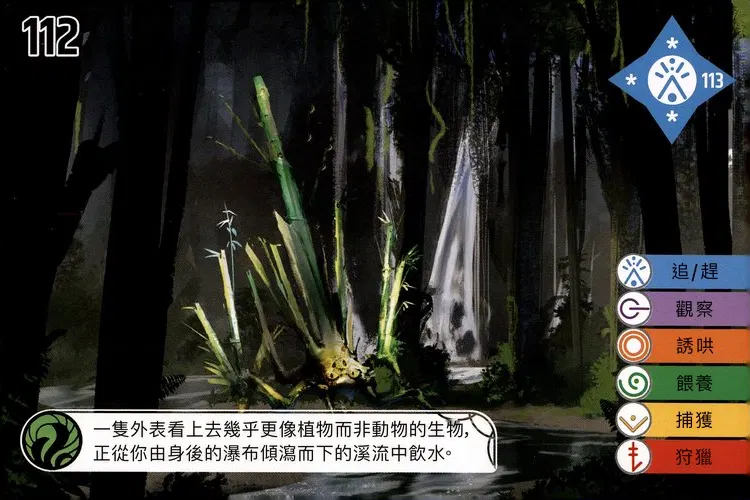 112
* * 113 *
追/趕
觀察
誘哄
餵養
捕獲
狩獵
一隻外表看上去幾乎更像植物而非動物的生物,
正從你由身後的瀑布傾瀉而下的溪流中飲水。